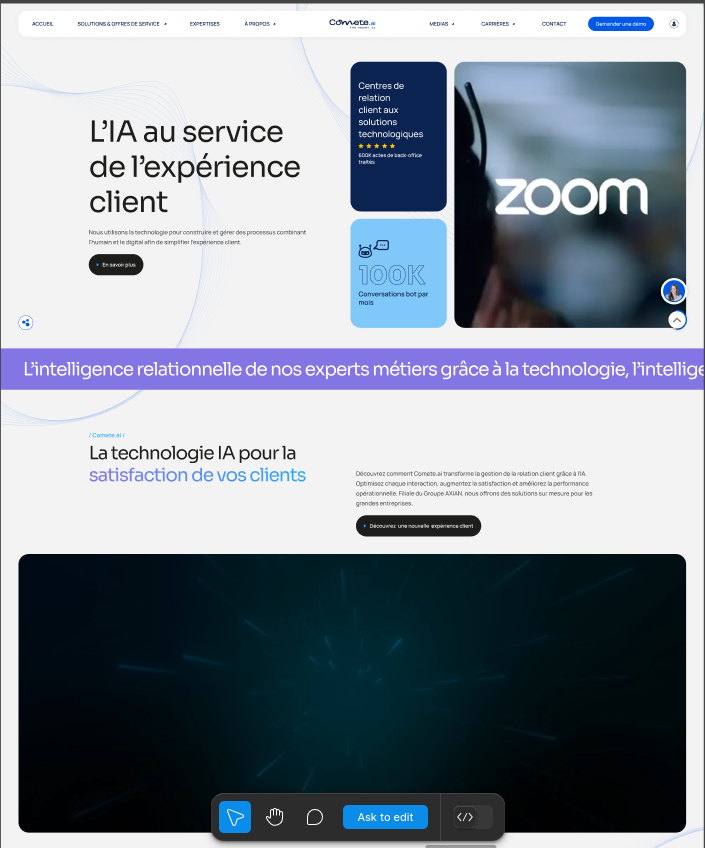 ACCUEIL
SOLUTIONS & OFFRES DE SERVICE
EXPERTISES
À PROPOS
Comete.ai
MEDIAS
CARRIÈRES
CONTACT
Demander une démo
L'IA au service
de l'expérience
client
Nous utilisons la technologie pour construire et gérer des processus combinant
l'humain et le digital afin de simplifier l'expérience client.
En savoir plus
Centres de
relation
client aux
solutions
technologiques
600K actes de back-office
traités
100K
Conversations bot par
mois
zoom
L'intelligence relationnelle de nos experts métiers grâce à la technologie, l'intellige
/ Comete.ai /
La technologie IA pour la
satisfaction de vos clients
Découvrez comment Comete.ai transforme la gestion de la relation client grâce à l'IA.
Optimisez chaque interaction, augmentez la satisfaction et améliorez la performance
opérationnelle. Filiale du Groupe AXIAN, nous offrons des solutions sur mesure pour les
grandes entreprises.
Découvrez une nouvelle expérience client
Ask to edit